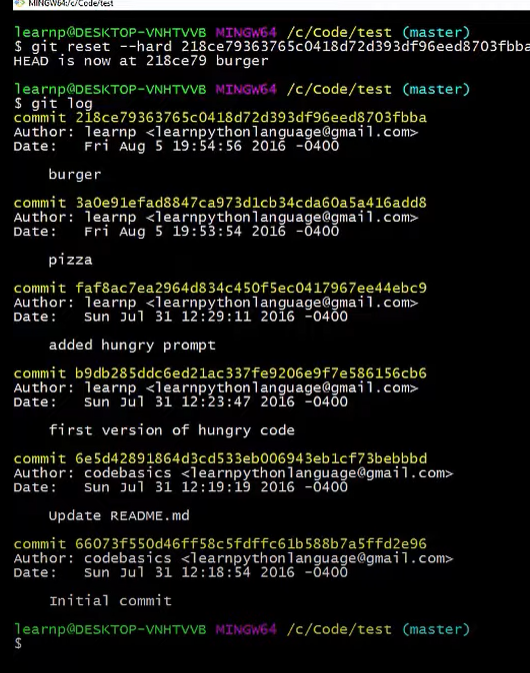 MINGW64:/c/Code/test
learnp@DESKTOP-VNHTVVB MINGW64 /c/Code/test (master)
$ git reset --hard 218ce79363765c0418d72d393df96eed8703fbba
HEAD is now at 218ce79 burger
learnp@DESKTOP-VNHTVVB MINGW64 /c/Code/test (master)
$ git log
commit 218ce79363765c0418d72d393df96eed8703fbba
Author: learnp <learnpythonlanguage@gmail.com>
Date:   Fri Aug 5 19:54:56 2016 -0400
burger
commit 3a0e91efad8847ca973d1cb34cda60a5a416add8
Author: learnp <learnpythonlanguage@gmail.com>
Date:   Fri Aug 5 19:53:54 2016 -0400
pizza
commit faf8ac7ea2964d834c450f5ec0417967ee44ebc9
Author: learnp <learnpythonlanguage@gmail.com>
Date:   Sun Jul 31 12:29:11 2016 -0400
added hungry prompt
commit b9db285ddc6ed21ac337fe9206e9f7e586156cb6
Author: learnp <learnpythonlanguage@gmail.com>
Date:   Sun Jul 31 12:23:47 2016 -0400
first version of hungry code
commit 6e5d42891864d3cd533eb006943eb1cf73bebbbd
Author: codebasics <learnpythonlanguage@gmail.com>
Date:   Sun Jul 31 12:19:19 2016 -0400
Update README.md
commit 66073f550d46ff58c5fdffc61b588b7a5ffd2e96
Author: codebasics <learnpythonlanguage@gmail.com>
Date:   Sun Jul 31 12:18:54 2016 -0400
Initial commit
learnp@DESKTOP-VNHTVVB MINGW64 /c/Code/test (master)
$